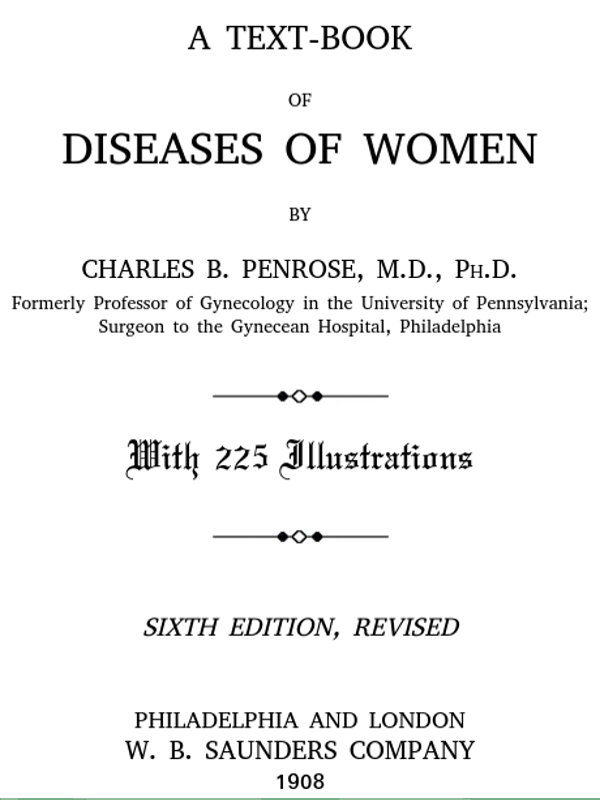 A TEXT-BOOK
OF
DISEASES OF WOMEN
BY
CHARLES B. PENROSE, M.D., PH.D.
Formerly Professor of Gynecology in the University of Pennsylvania;
Surgeon to the Gynecean Hospital, Philadelphia
With 225 Illustrations
SIXTH EDITION, REVISED
PHILADELPHIA AND LONDON
W. B. SAUNDERS COMPANY
1908